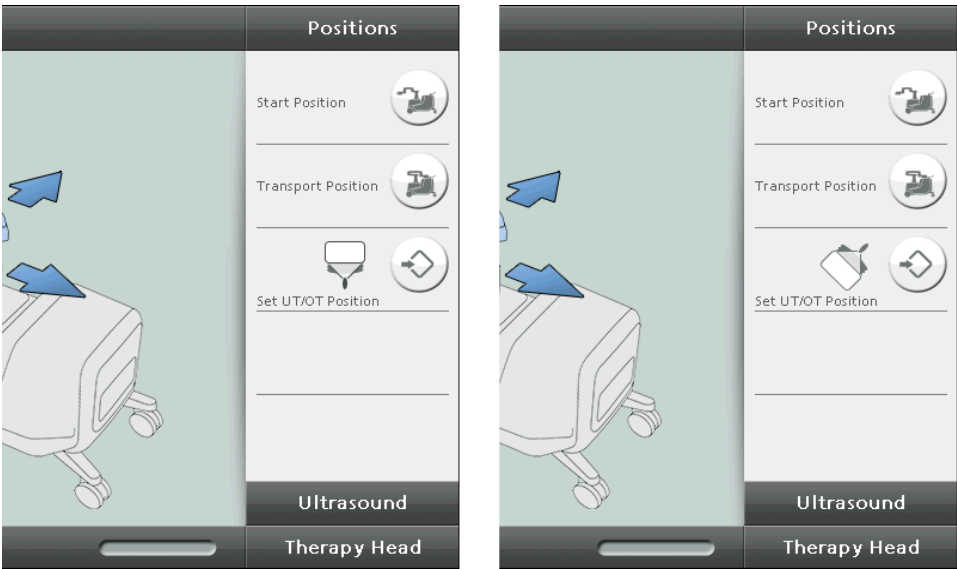 Positions
Start Position
Transport Position
Set UT/OT Position
Ultrasound
Therapy Head
Positions
Start Position
Transport Position
Set UT/OT Position
Ultrasound
Therapy Head